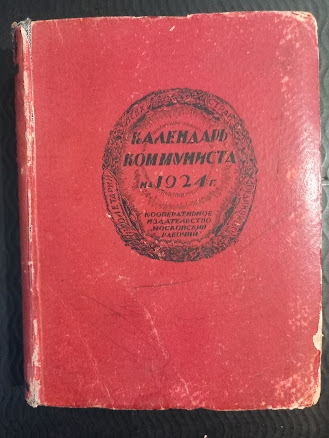 КАЛЕНДАРЬ
КОММУНИСТА
на 1924 г.
КООПЕРАТИВНОЕ
ИЗДАТЕЛЬСТВО
„МОСКОВСКИЙ
РАБОЧИЙ“